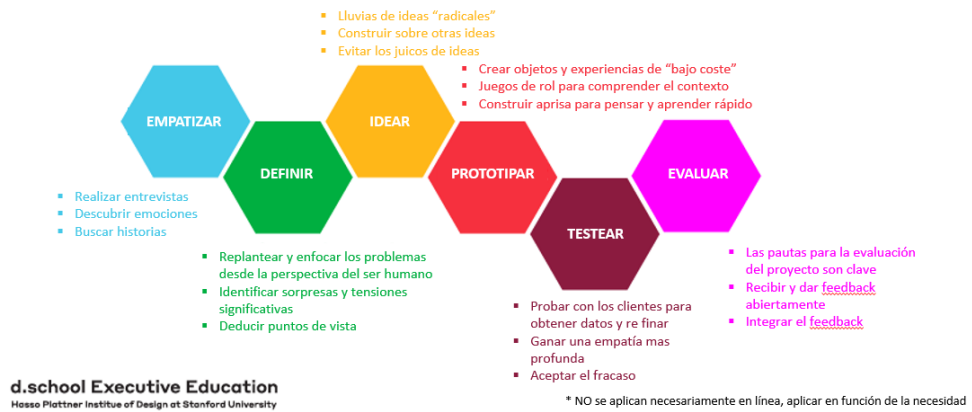 Lluvias de ideas “radicales”
Construir sobre otras ideas
Evitar los juicos de ideas
Crear objetos y experiencias de “bajo coste”
Juegos de rol para comprender el contexto
Construir aprisa para pensar y aprender rápido
EMPATIZAR
DEFINIR
IDEAR
PROTOTIPAR
TESTEAR
EVALUAR
Realizar entrevistas
Descubrir emociones
Buscar historias
Replantear y enfocar los problemas
desde la perspectiva del ser humano
Identificar sorpresas y tensiones
significativas
Deducir puntos de vista
Probar con los clientes para
obtener datos y re finar
Ganar una empatía mas
profunda
Aceptar el fracaso
Las pautas para la evaluación
del proyecto son clave
Recibir y dar feedback
abiertamente
Integrar el feedback
d.school Executive Education
Hasso Plattner Institue of Design at Stanford University
* NO se aplican necesariamente en línea, aplicar en función de la necesidad